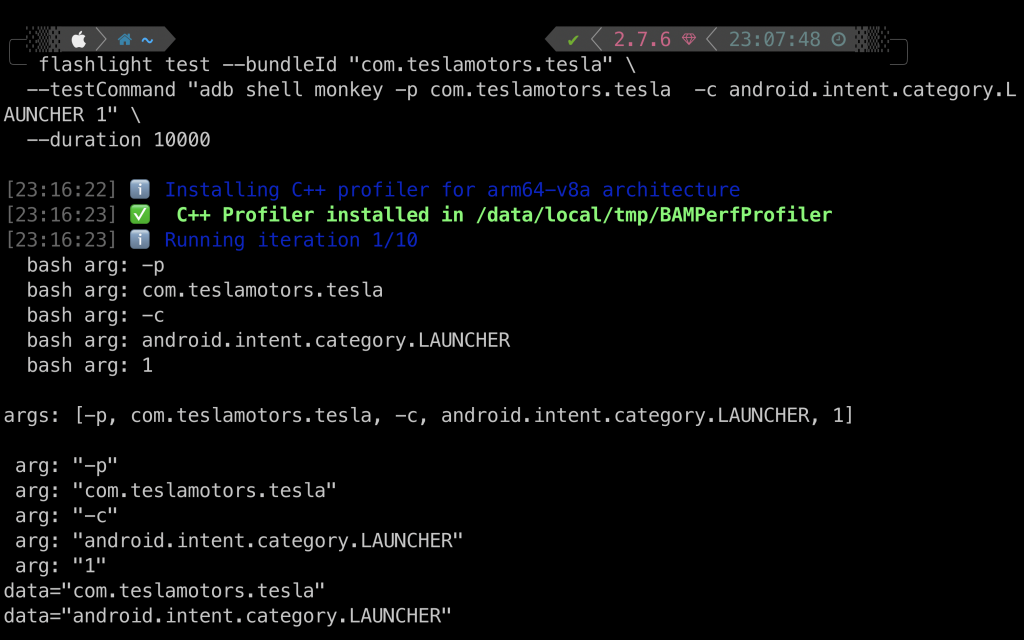 ~ ✔ 2.7.6 23:07:48
flashlight test --bundleId "com.teslamotors.tesla" \
--testCommand "adb shell monkey -p com.teslamotors.tesla  -c android.intent.category.L
AUNCHER 1" \
--duration 10000
[23:16:22] ℹ️ Installing C++ profiler for arm64-v8a architecture
[23:16:23] ✅ C++ Profiler installed in /data/local/tmp/BAMPerfProfiler
[23:16:23] ℹ️ Running iteration 1/10
bash arg: -p
bash arg: com.teslamotors.tesla
bash arg: -c
bash arg: android.intent.category.LAUNCHER
bash arg: 1
args: [-p, com.teslamotors.tesla, -c, android.intent.category.LAUNCHER, 1]
arg: "-p"
arg: "com.teslamotors.tesla"
arg: "-c"
arg: "android.intent.category.LAUNCHER"
arg: "1"
data="com.teslamotors.tesla"
data="android.intent.category.LAUNCHER"